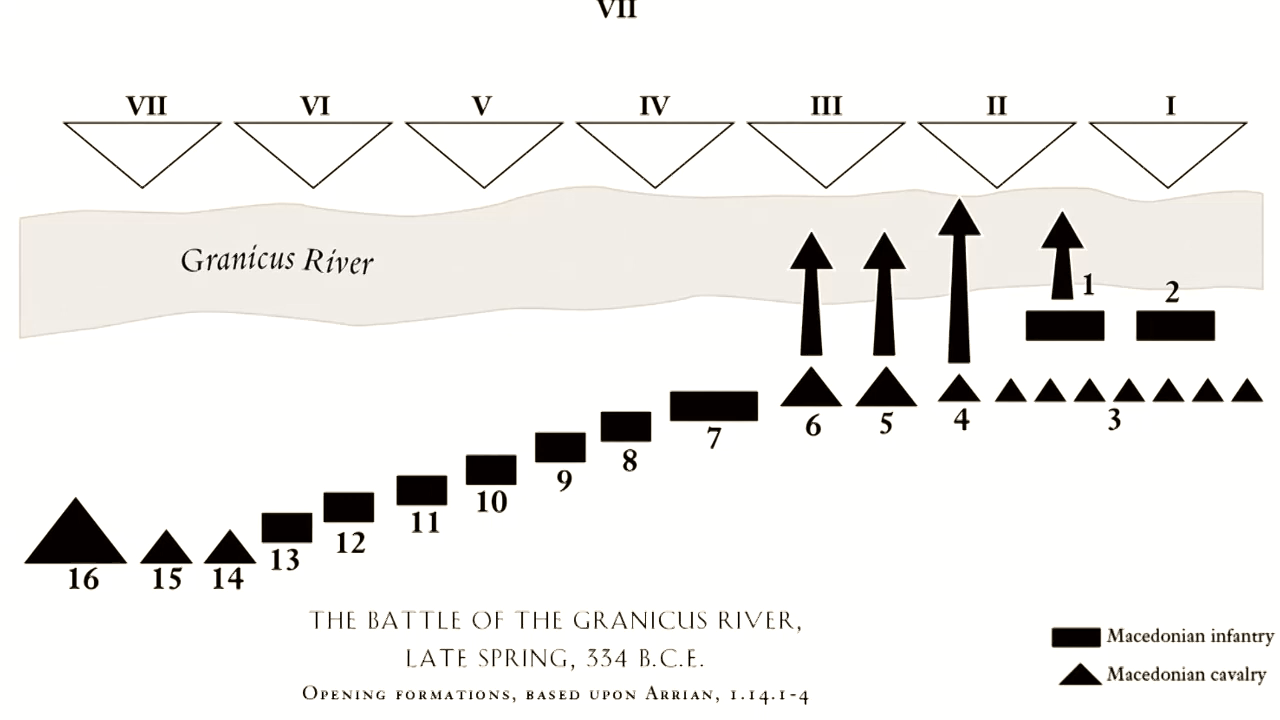 VII
VII VI V IV III II I
Granicus River
1 2
6 5 4 3
7
8
9
10
11
12
13
16 15 14
THE BATTLE OF THE GRANICUS RIVER,
LATE SPRING, 334 B.C.E.
OPENING FORMATIONS, BASED UPON ARRIAN, 1.14.1-4
Macedonian infantry
Macedonian cavalry